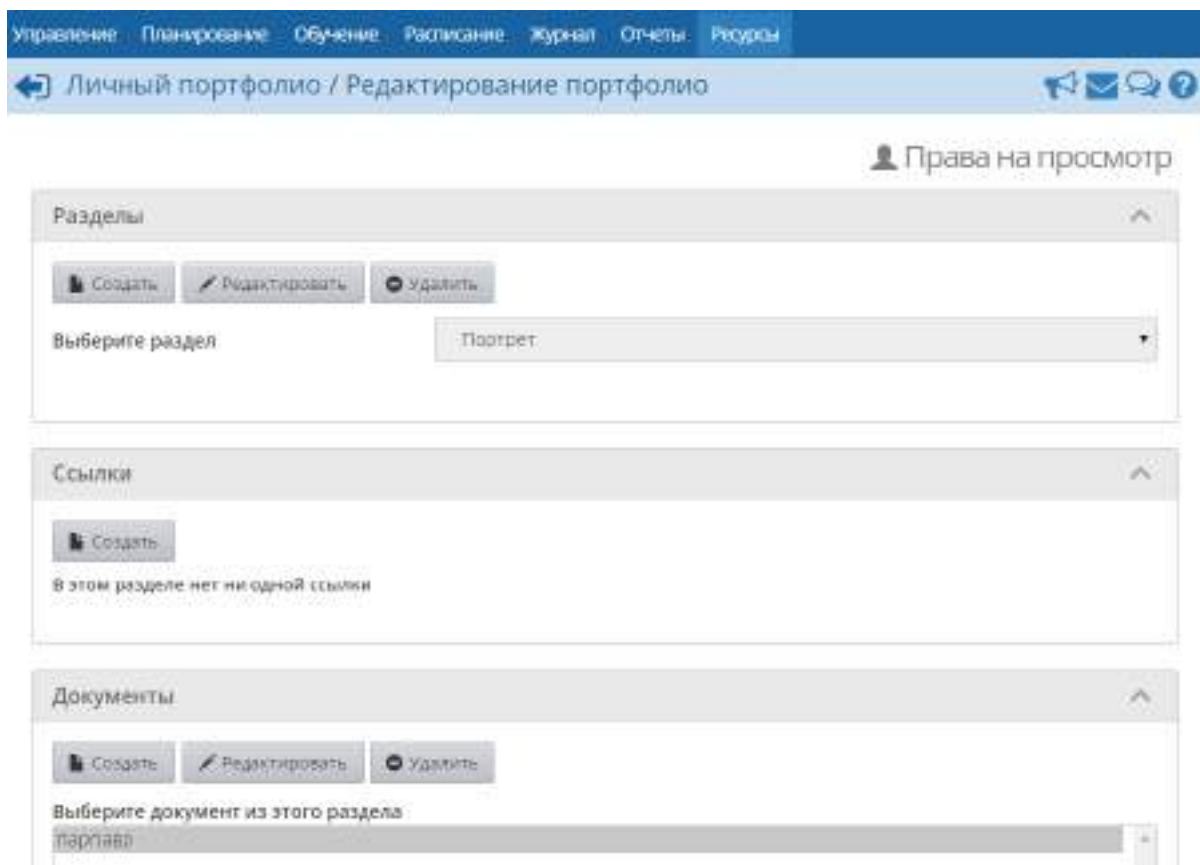 Управление Планирование Обучение Расписание Журнал Отчеты Ресурсы
Личный портфолио / Редактирование портфолио
Права на просмотр
Разделы
Создать Редактировать Удалить
Выберите раздел Портрет
Ссылки
Создать
В этом разделе нет ни одной ссылки
Документы
Создать Редактировать Удалить
Выберите документ из этого раздела